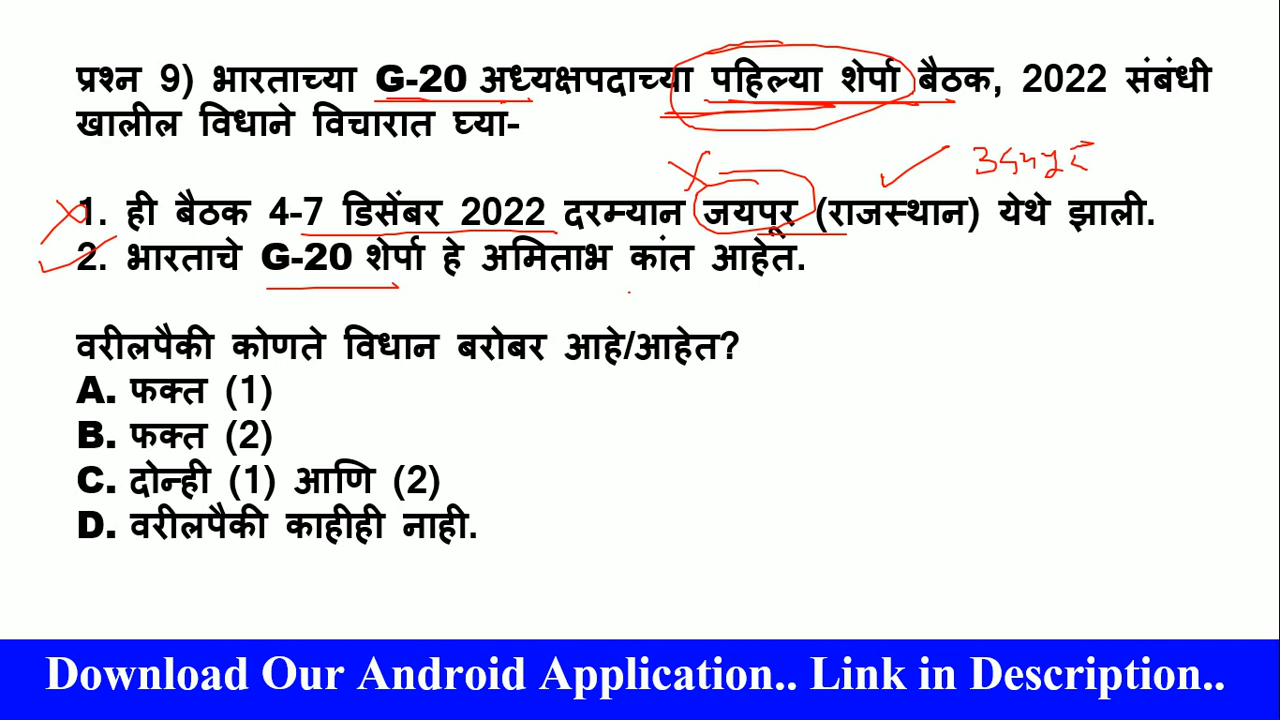 प्रश्न 9) भारताच्या G-20 अध्यक्षपदाच्या पहिल्या शेर्पा बैठक, 2022 संबंधी
खालील विधाने विचारात घ्या-
उदयपूर
1. ही बैठक 4-7 डिसेंबर 2022 दरम्यान जयपूर (राजस्थान) येथे झाली.
2. भारताचे G-20 शेर्पा हे अमिताभ कांत आहेत.
वरीलपैकी कोणते विधान बरोबर आहे/आहेत?
A. फक्त (1)
B. फक्त (2)
C. दोन्ही (1) आणि (2)
D. वरीलपैकी काहीही नाही.
Download Our Android Application.. Link in Description..